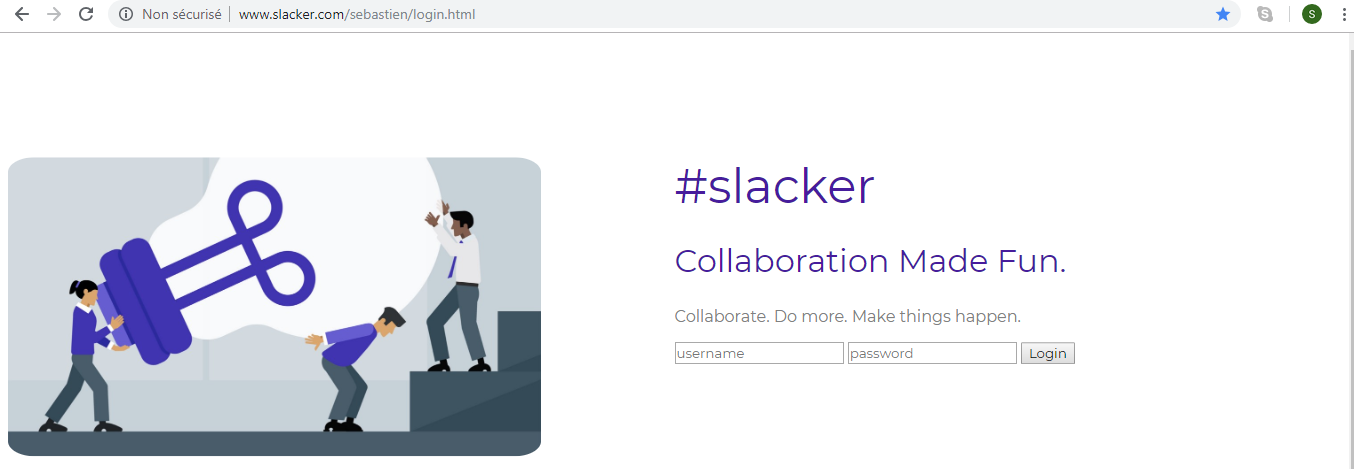 Non sécurisé | www.slacker.com/sebastien/login.html
S
#slacker
Collaboration Made Fun.
Collaborate. Do more. Make things happen.
username password Login